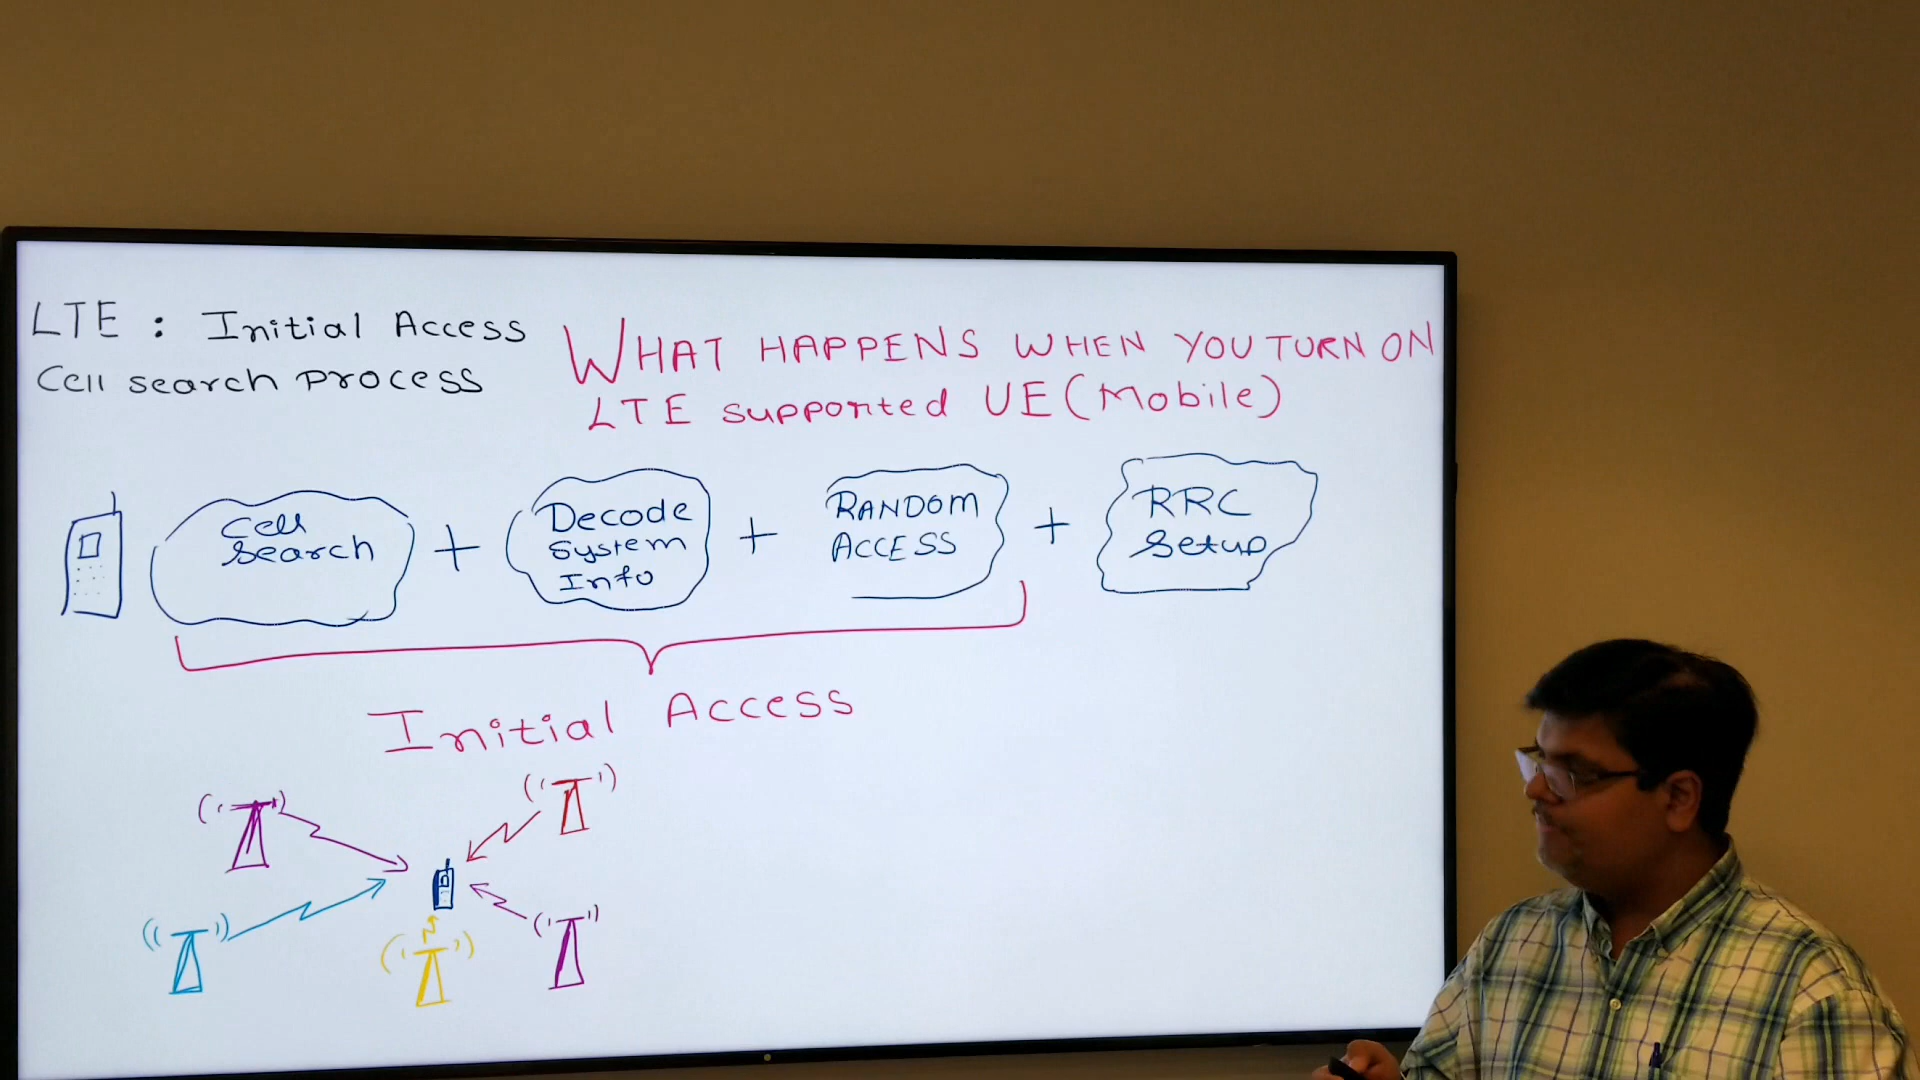 LTE : Initial Access
Cell search process
WHAT HAPPENS WHEN YOU TURN ON
LTE supported UE (Mobile)
Cell
Search
+
Decode
System
Info
+
RANDOM
ACCESS
+
RRC
Setup
Initial Access